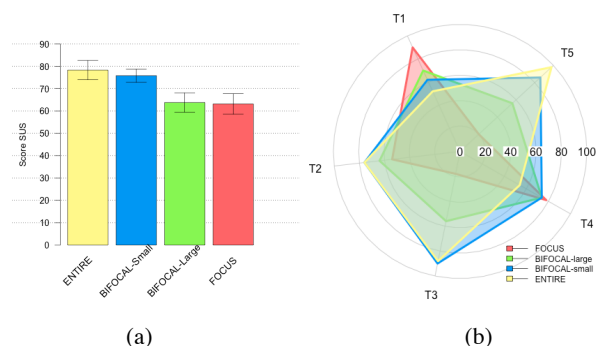 Score SUS
90
80
70
60
50
40
30
20
10
0
ENTIRE
BIFOCAL-Small
BIFOCAL-Large
FOCUS
(a)
T1
T5
T2
0 20 40 60 80 100
T4
T3
FOCUS
BIFOCAL-large
BIFOCAL-small
ENTIRE
(b)